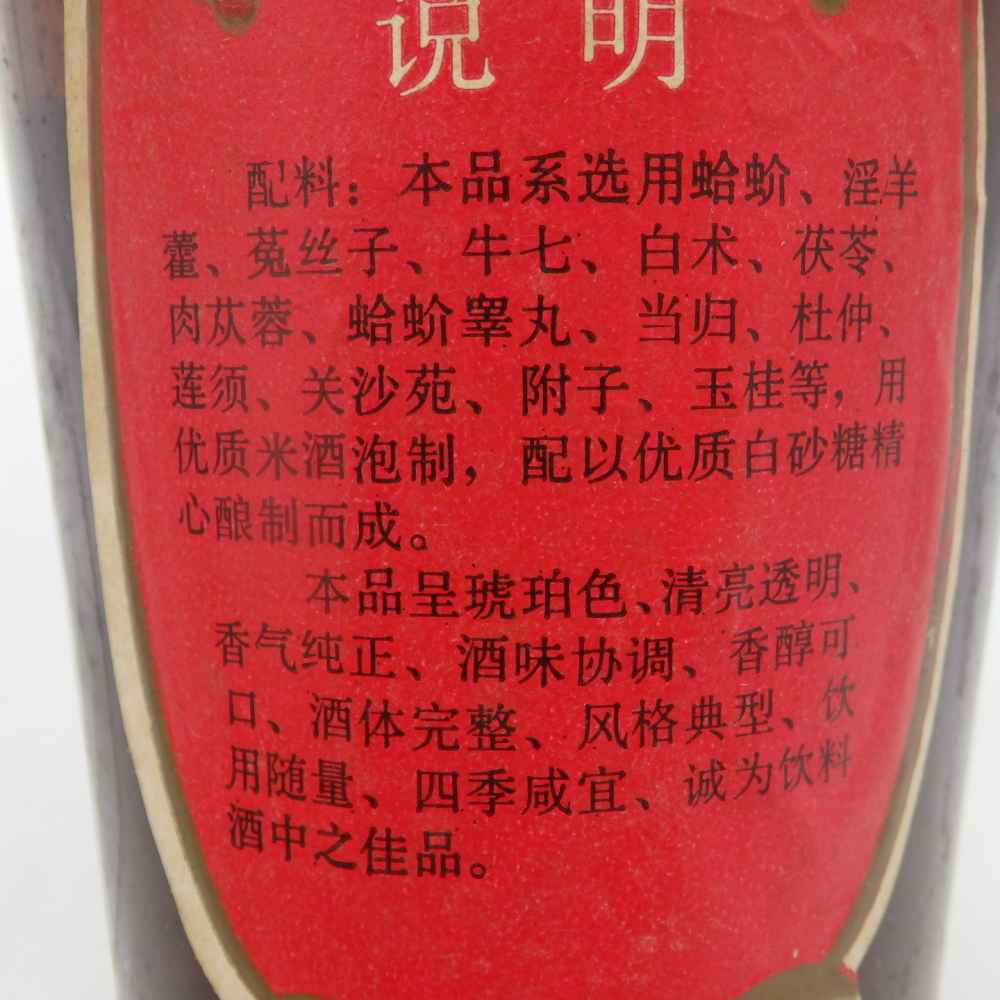 说明
配料：本品系选用蛤蚧、淫羊
藿、菟丝子、牛七、白术、茯苓、
肉苁蓉、蛤蚧睾丸、当归、杜仲、
莲须、关沙苑、附子、玉桂等，用
优质米酒泡制，配以优质白砂糖精
心酿制而成。
本品呈琥珀色、清亮透明、
香气纯正、酒味协调、香醇可
口、酒体完整、风格典型、饮
用随量、四季咸宜、诚为饮料
酒中之佳品。